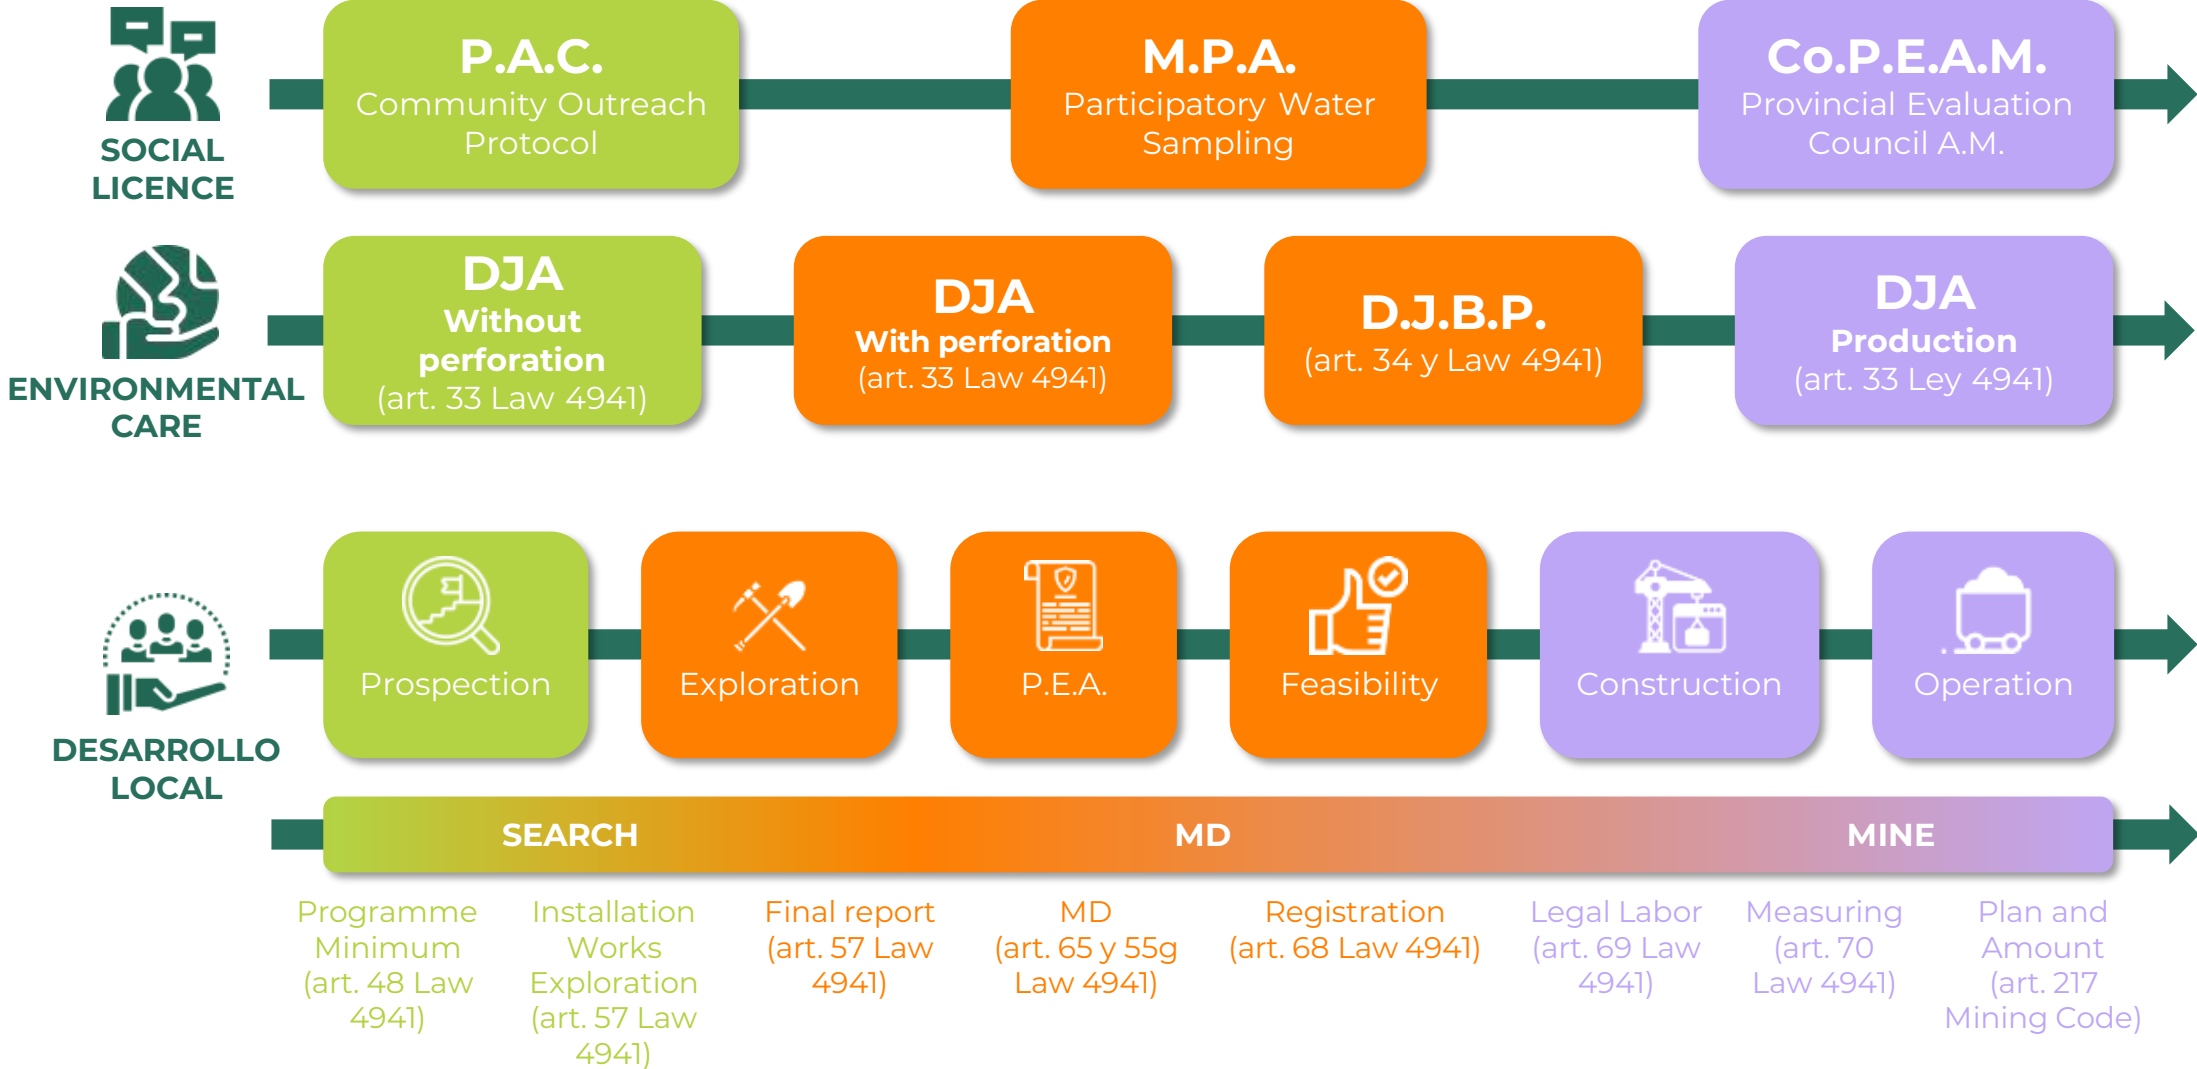 SOCIAL
LICENCE
P.A.C.
Community Outreach
Protocol
M.P.A.
Participatory Water
Sampling
Co.P.E.A.M.
Provincial Evaluation
Council A.M.
ENVIRONMENTAL
CARE
DJA
Without
perforation
(art. 33 Law 4941)
DJA
With perforation
(art. 33 Law 4941)
D.J.B.P.
(art. 34 y Law 4941)
DJA
Production
(art. 33 Ley 4941)
DESARROLLO
LOCAL
Prospection
Exploration
P.E.A.
Feasibility
Construction
Operation
SEARCH
MD
MINE
Programme
Minimum
(art. 48 Law
4941)
Installation
Works
Exploration
(art. 57 Law
4941)
Final report
(art. 57 Law
4941)
MD
(art. 65 y 55g
Law 4941)
Registration
(art. 68 Law 4941)
Legal Labor
(art. 69 Law
4941)
Measuring
(art. 70
Law 4941)
Plan and
Amount
(art. 217
Mining Code)